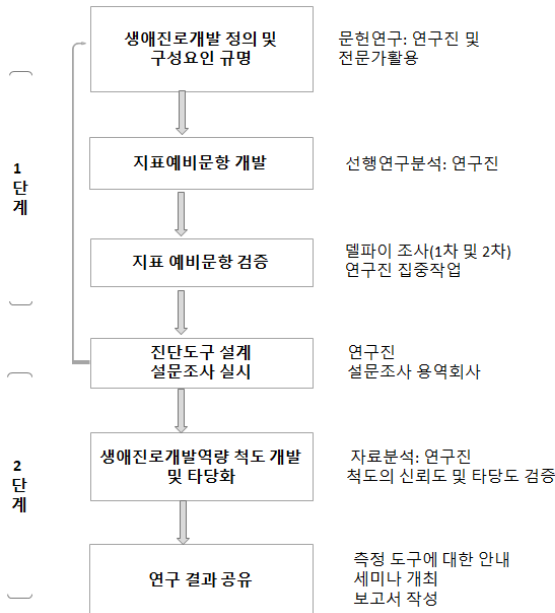 생애진로개발 정의 및
구성요인 규명
문헌연구: 연구진 및
전문가활용
1
단
계
지표예비문항 개발
선행연구분석: 연구진
지표 예비문항 검증
델파이 조사(1차 및 2차)
연구진 집중작업
진단도구 설계
설문조사 실시
연구진
설문조사 용역회사
2
단
계
생애진로개발역량 척도 개발
및 타당화
자료분석: 연구진
척도의 신뢰도 및 타당도 검증
연구 결과 공유
측정 도구에 대한 안내
세미나 개최
보고서 작성